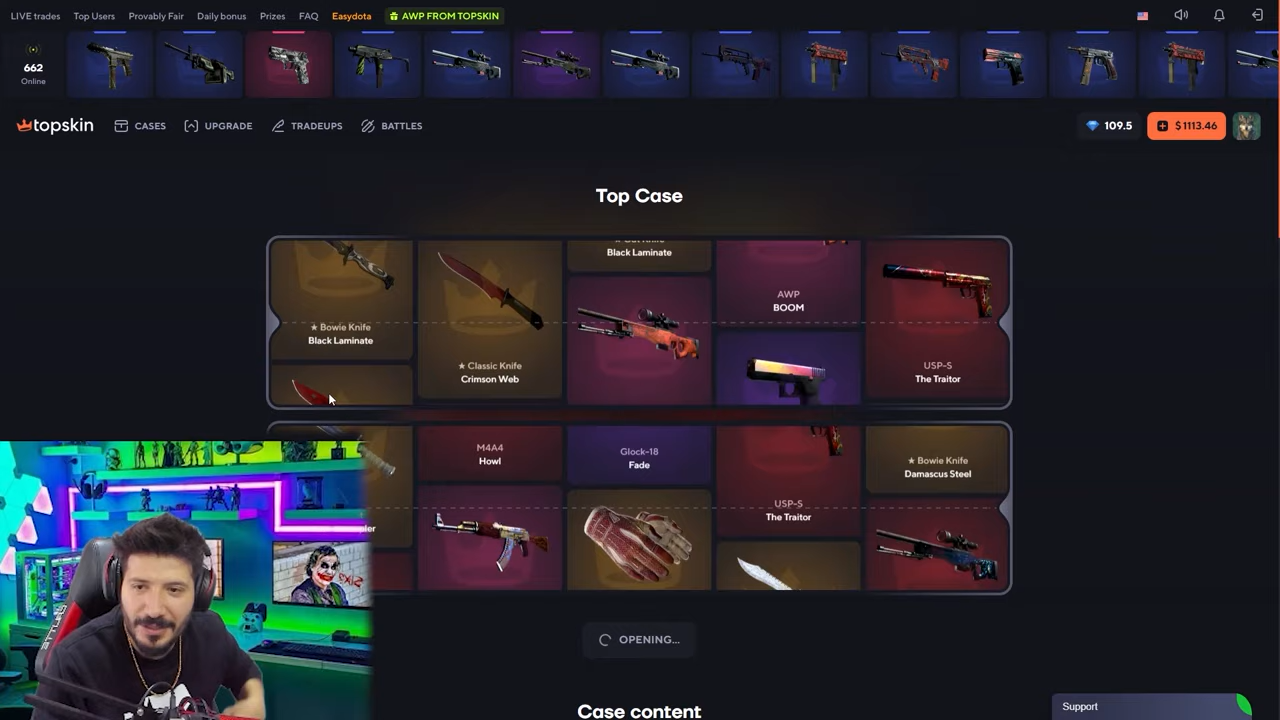 LIVE trades Top Users Provably Fair Daily bonus Prizes FAQ Easydota AWP FROM TOPSKIN
662
Online
topskin CASES UPGRADE TRADEUPS BATTLES 109.5 $1113.46
Top Case
Black Laminate
AWP
BOOM
★ Bowie Knife
Black Laminate
★ Classic Knife
Crimson Web
USP-S
The Traitor
M4A4
Howl
Glock-18
Fade
★ Bowie Knife
Damascus Steel
USP-S
The Traitor
OPENING...
Case content
Support